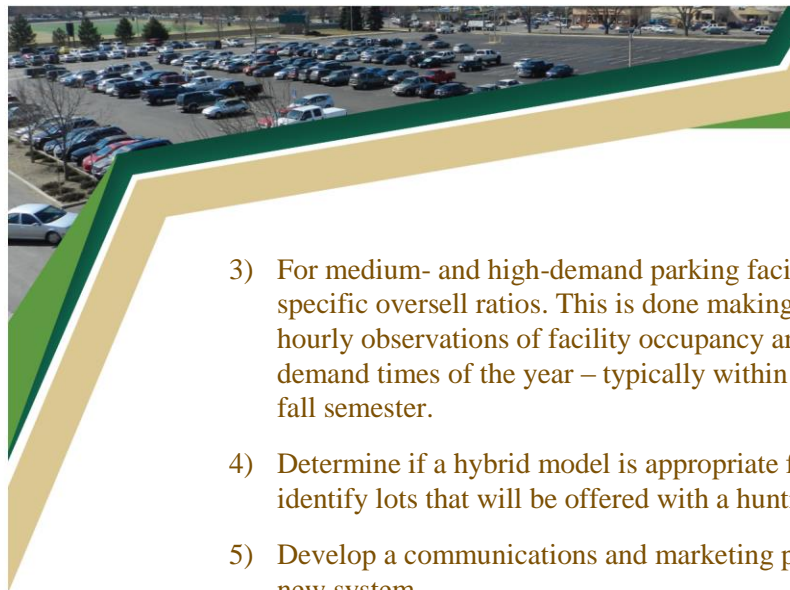 3) For medium- and high-demand parking faci
specific oversell ratios. This is done making
hourly observations of facility occupancy a
demand times of the year – typically within
fall semester.
4) Determine if a hybrid model is appropriate f
identify lots that will be offered with a hunt
5) Develop a communications and marketing p
new system